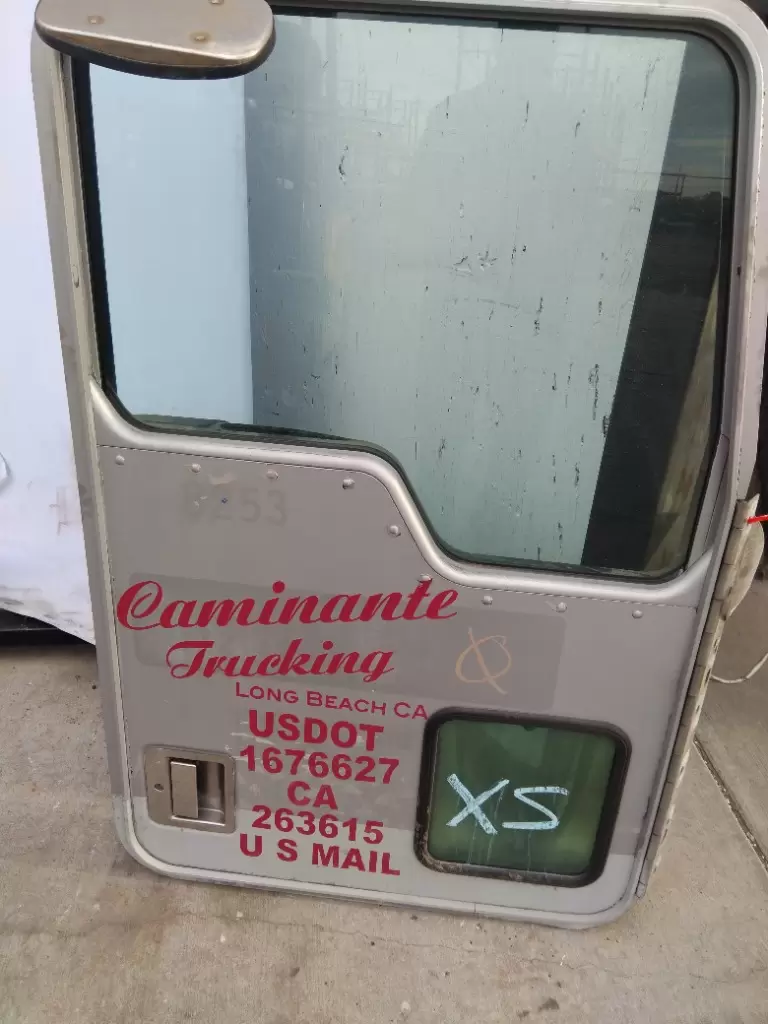 Caminante
Trucking
LONG BEACH CA
USDOT
1676627
CA
263615
U S MAIL
XS